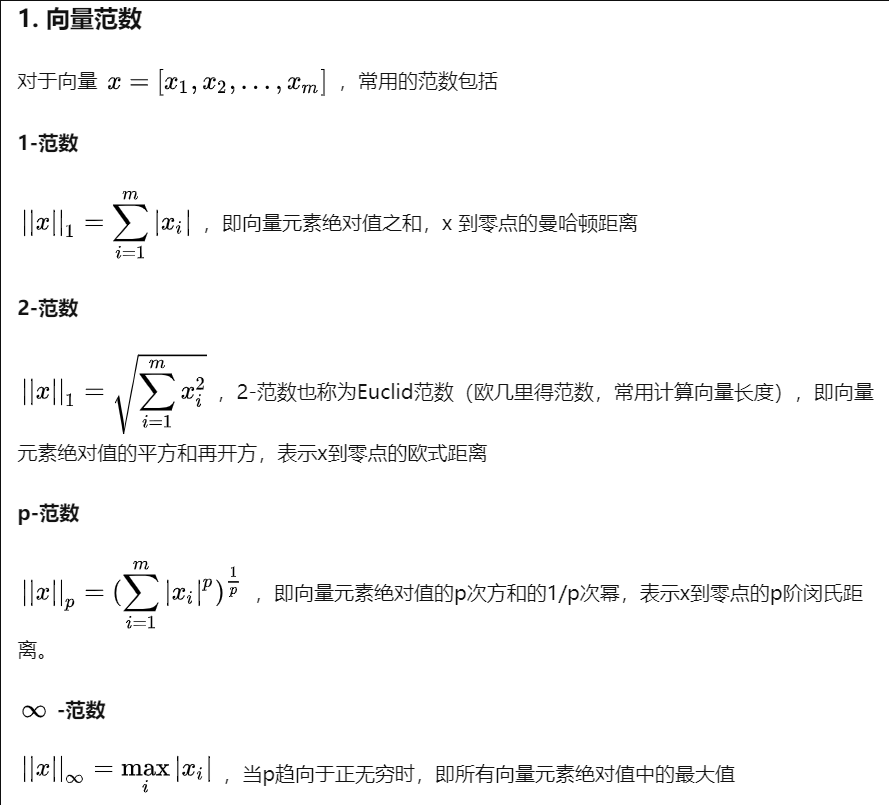 1. 向量范数
对于向量 $x = [x_1, x_2, \ldots, x_m]$ ，常用的范数包括
1-范数
$||x||_1 = \sum_{i=1}^{m} |x_i|$ ，即向量元素绝对值之和，x 到零点的曼哈顿距离
2-范数
$||x||_1 = \sqrt{\sum_{i=1}^{m} x_i^2}$ ，2-范数也称为Euclid范数（欧几里得范数，常用计算向量长度），即向量
元素绝对值的平方和再开方，表示x到零点的欧式距离
p-范数
$||x||_p = (\sum_{i=1}^{m} |x_i|^p)^{\frac{1}{p}}$ ，即向量元素绝对值的p次方和的1/p次幂，表示x到零点的p阶闵氏距
离。
$\infty$ -范数
$||x||_\infty = \max_{i} |x_i|$ ，当p趋向于正无穷时，即所有向量元素绝对值中的最大值